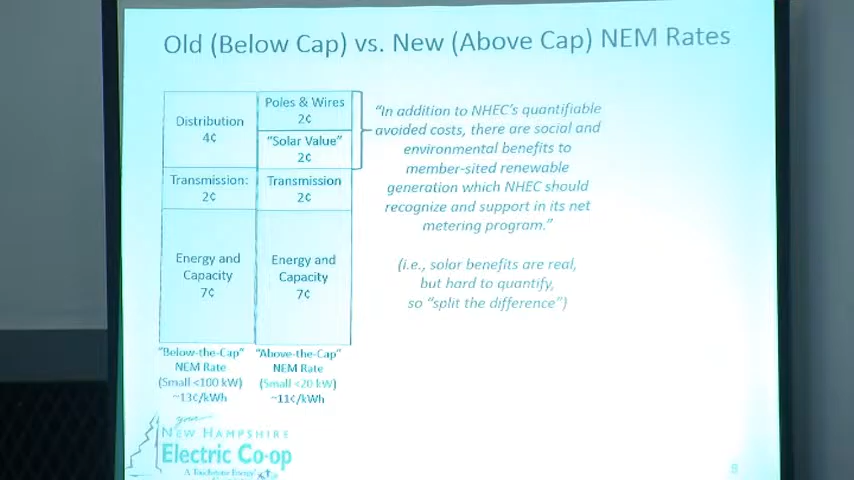 Old (Below Cap) vs. New (Above Cap) NEM Rates
Distribution
4¢
Poles & Wires
2¢
"Solar Value"
2¢
Transmission:
2¢
Transmission
2¢
Energy and
Capacity
7¢
Energy and
Capacity
7¢
"Below-the-Cap"
NEM Rate
(Small <100 kW)
~13¢/kWh
"Above-the-Cap"
NEM Rate
(Small <20 kW)
~11¢/kWh
"In addition to NHEC's quantifiable
avoided costs, there are social and
environmental benefits to
member-sited renewable
generation which NHEC should
recognize and support in its net
metering program."
(i.e., solar benefits are real,
but hard to quantify,
so "split the difference")
your
New Hampshire
Electric Co-op
A Touchstone Energy